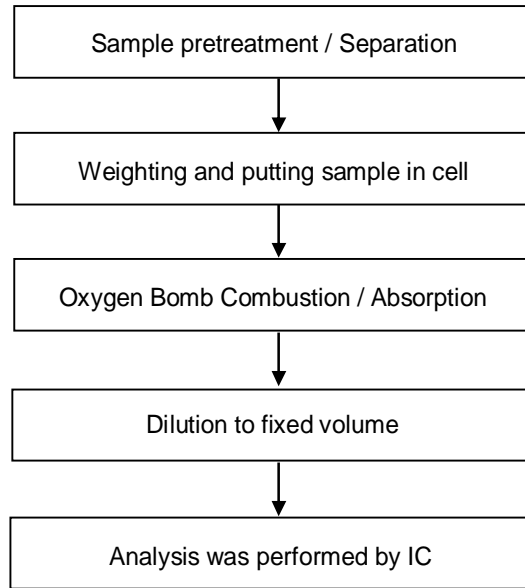 Sample pretreatment / Separation
Weighting and putting sample in cell
Oxygen Bomb Combustion / Absorption
Dilution to fixed volume
Analysis was performed by IC